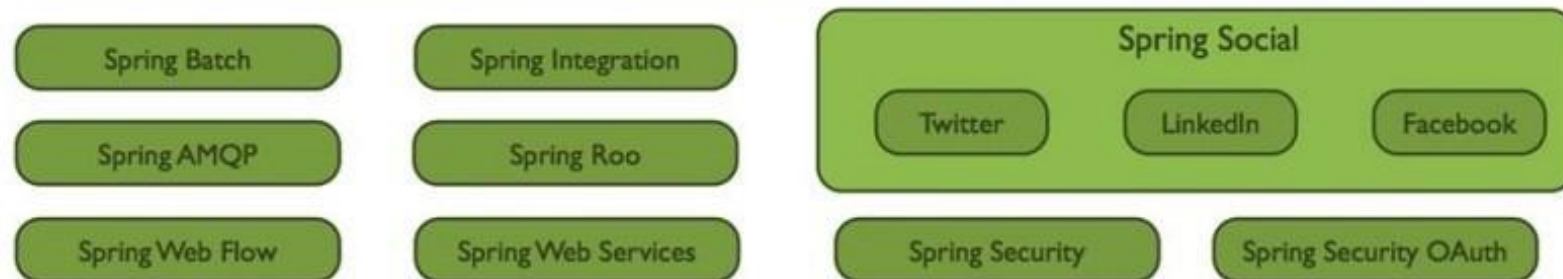 Spring Batch
Spring Integration
Spring Social
Twitter
LinkedIn
Facebook
Spring AMQP
Spring Roo
Spring Web Flow
Spring Web Services
Spring Security
Spring Security OAuth